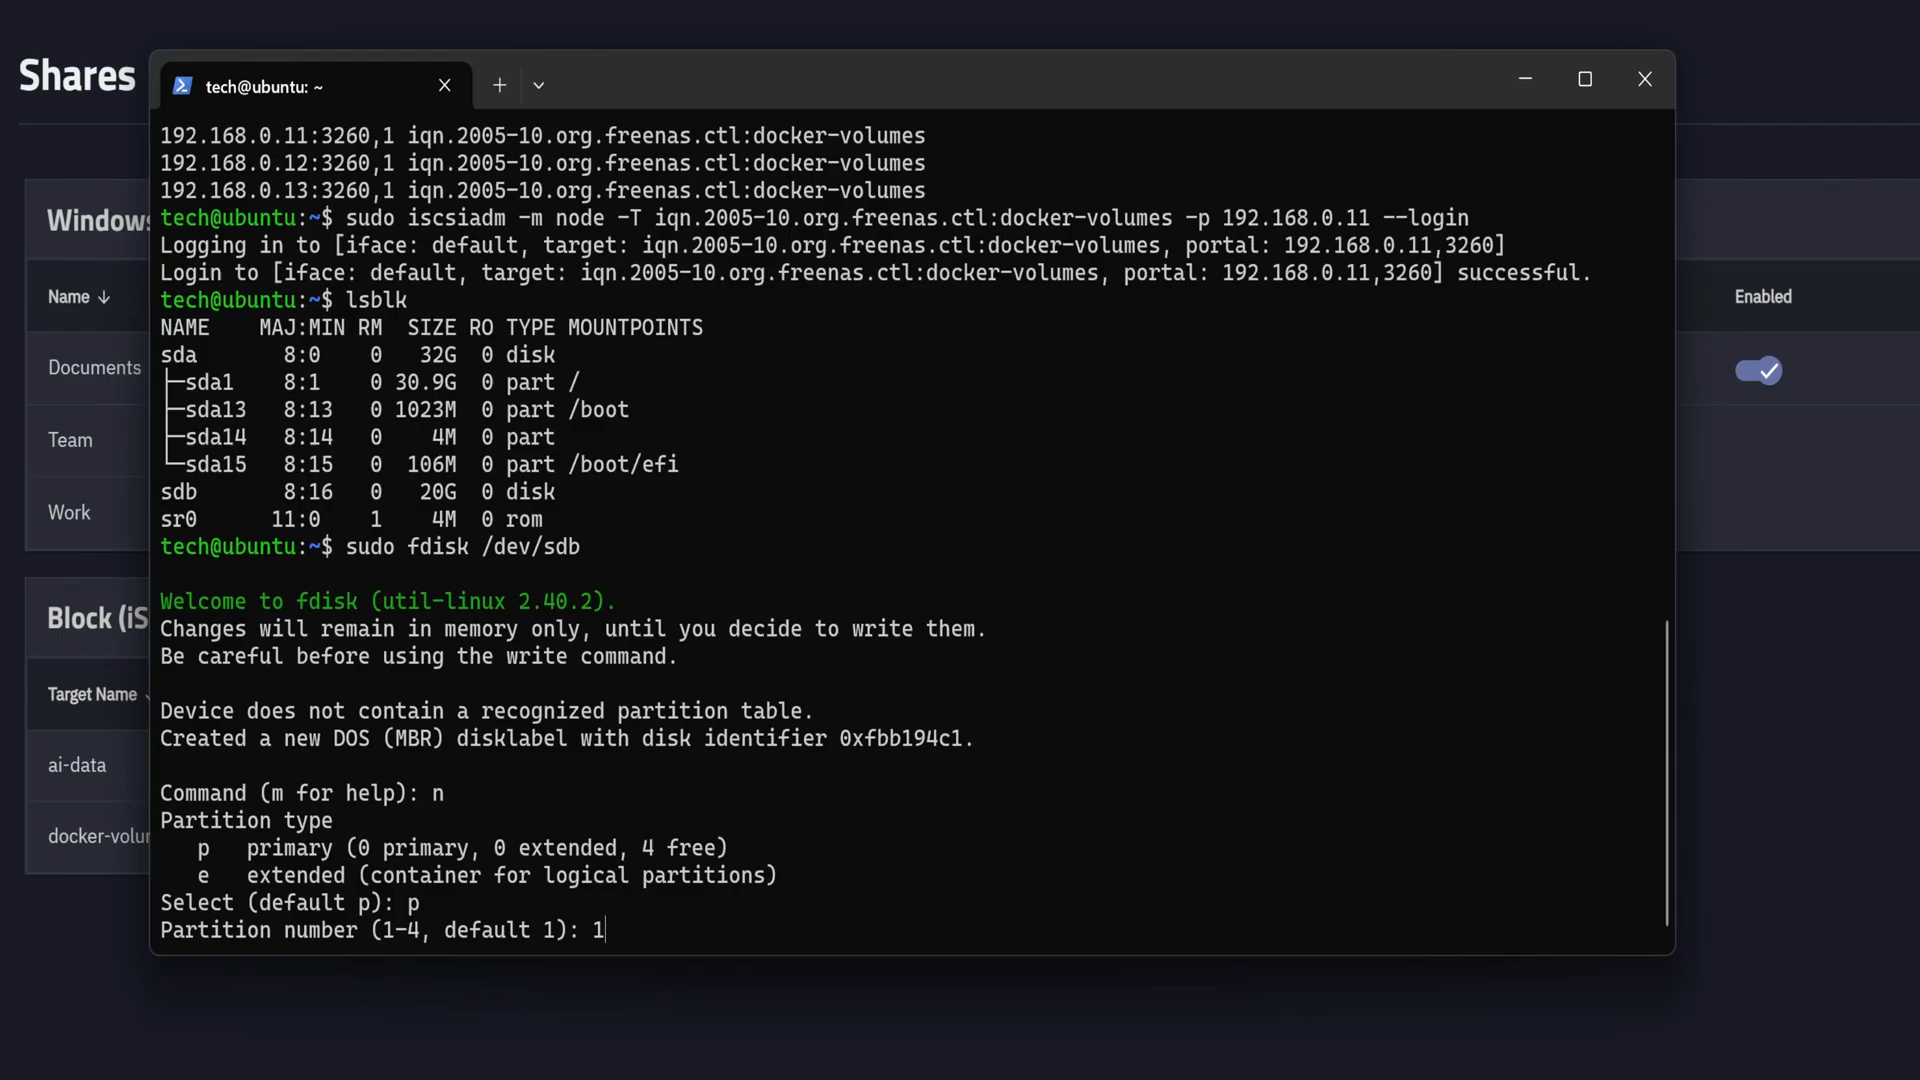 Shares
tech@ubuntu: ~
192.168.0.11:3260,1 iqn.2005-10.org.freenas.ctl:docker-volumes
192.168.0.12:3260,1 iqn.2005-10.org.freenas.ctl:docker-volumes
192.168.0.13:3260,1 iqn.2005-10.org.freenas.ctl:docker-volumes
tech@ubuntu:~$ sudo iscsiadm -m node -T iqn.2005-10.org.freenas.ctl:docker-volumes -p 192.168.0.11 --login
Logging in to [iface: default, target: iqn.2005-10.org.freenas.ctl:docker-volumes, portal: 192.168.0.11,3260]
Login to [iface: default, target: iqn.2005-10.org.freenas.ctl:docker-volumes, portal: 192.168.0.11,3260] successful.
tech@ubuntu:~$ lsblk
NAME    MAJ:MIN RM   SIZE RO TYPE MOUNTPOINTS
sda       8:0    0    32G  0 disk
├─sda1    8:1    0  30.9G  0 part /
├─sda13   8:13   0  1023M  0 part /boot
├─sda14   8:14   0     4M  0 part
└─sda15   8:15   0   106M  0 part /boot/efi
sdb       8:16   0    20G  0 disk
sr0      11:0    1     4M  0 rom
tech@ubuntu:~$ sudo fdisk /dev/sdb
Welcome to fdisk (util-linux 2.40.2).
Changes will remain in memory only, until you decide to write them.
Be careful before using the write command.
Device does not contain a recognized partition table.
Created a new DOS (MBR) disklabel with disk identifier 0xfbb194c1.
Command (m for help): n
Partition type
   p   primary (0 primary, 0 extended, 4 free)
   e   extended (container for logical partitions)
Select (default p): p
Partition number (1-4, default 1): 1
Windows
Name ↓
Enabled
Documents
Team
Work
Block (iS
Target Name
ai-data
docker-volu